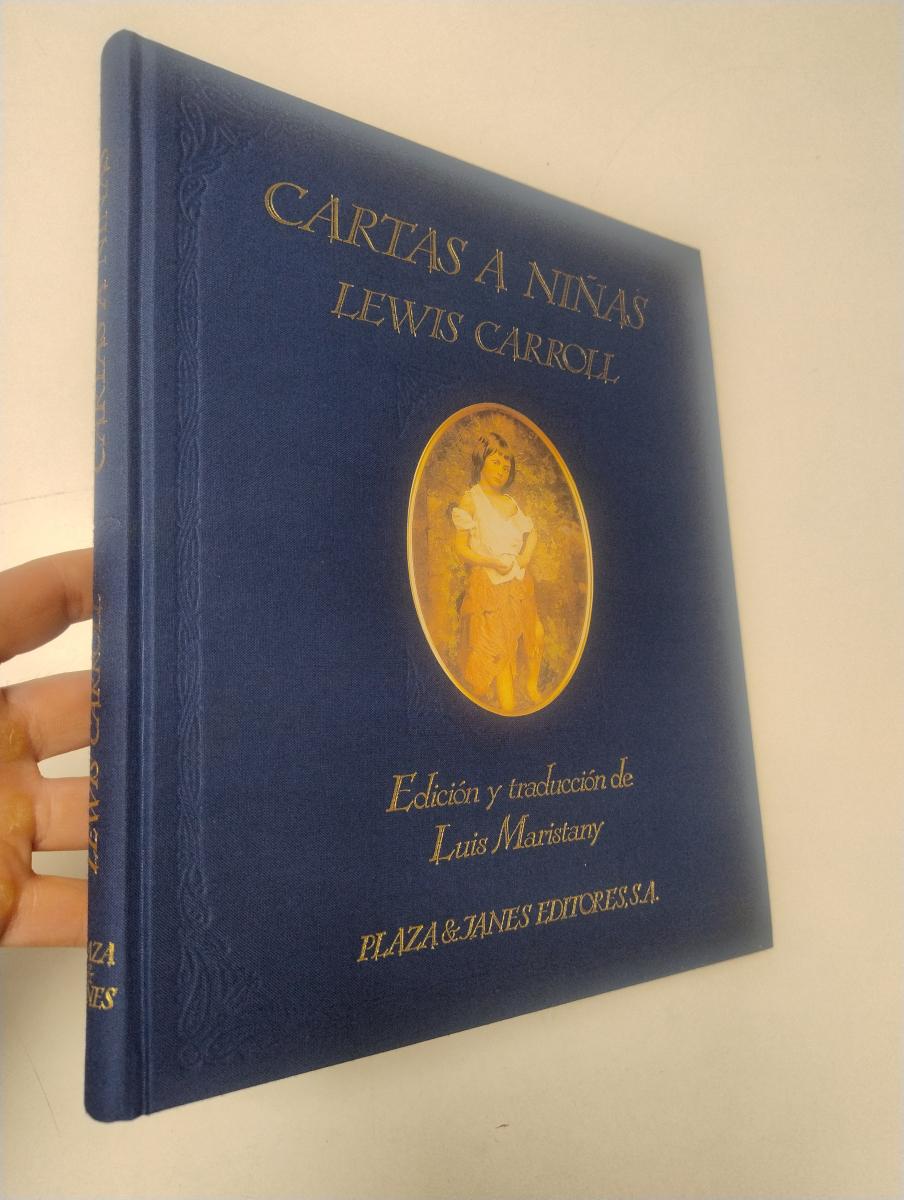 CARTAS A NIÑAS
LEWIS CARROLL
Edición y traducción de
Luis Maristany
PLAZA & JANES EDITORES, S.A.
CARTAS A NIÑAS
LEWIS CARROLL